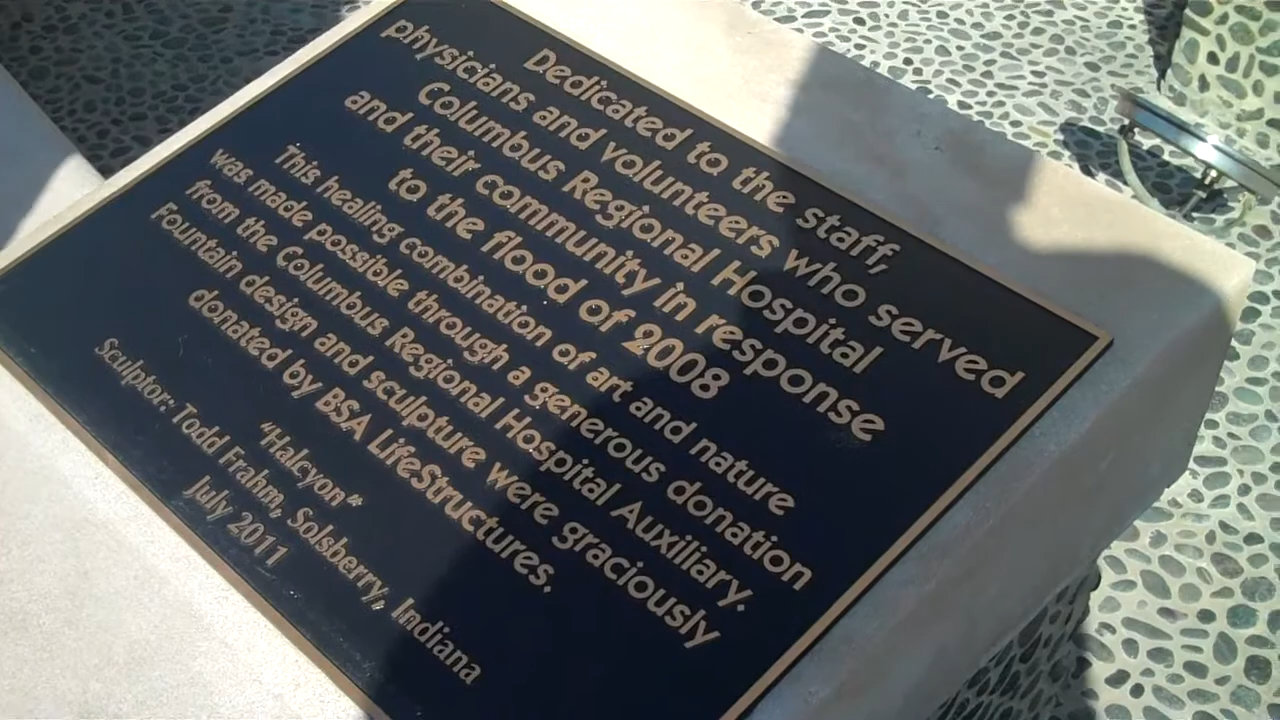 Dedicated to the staff,
physicians and volunteers who served
Columbus Regional Hospital
and their community in response
to the flood of 2008
This healing combination of art and nature
was made possible through a generous donation
from the Columbus Regional Hospital Auxiliary.
Fountain design and sculpture were graciously
donated by BSA LifeStructures.
"Halcyon"
Sculptor: Todd Frahm, Solsberry, Indiana
July 2011